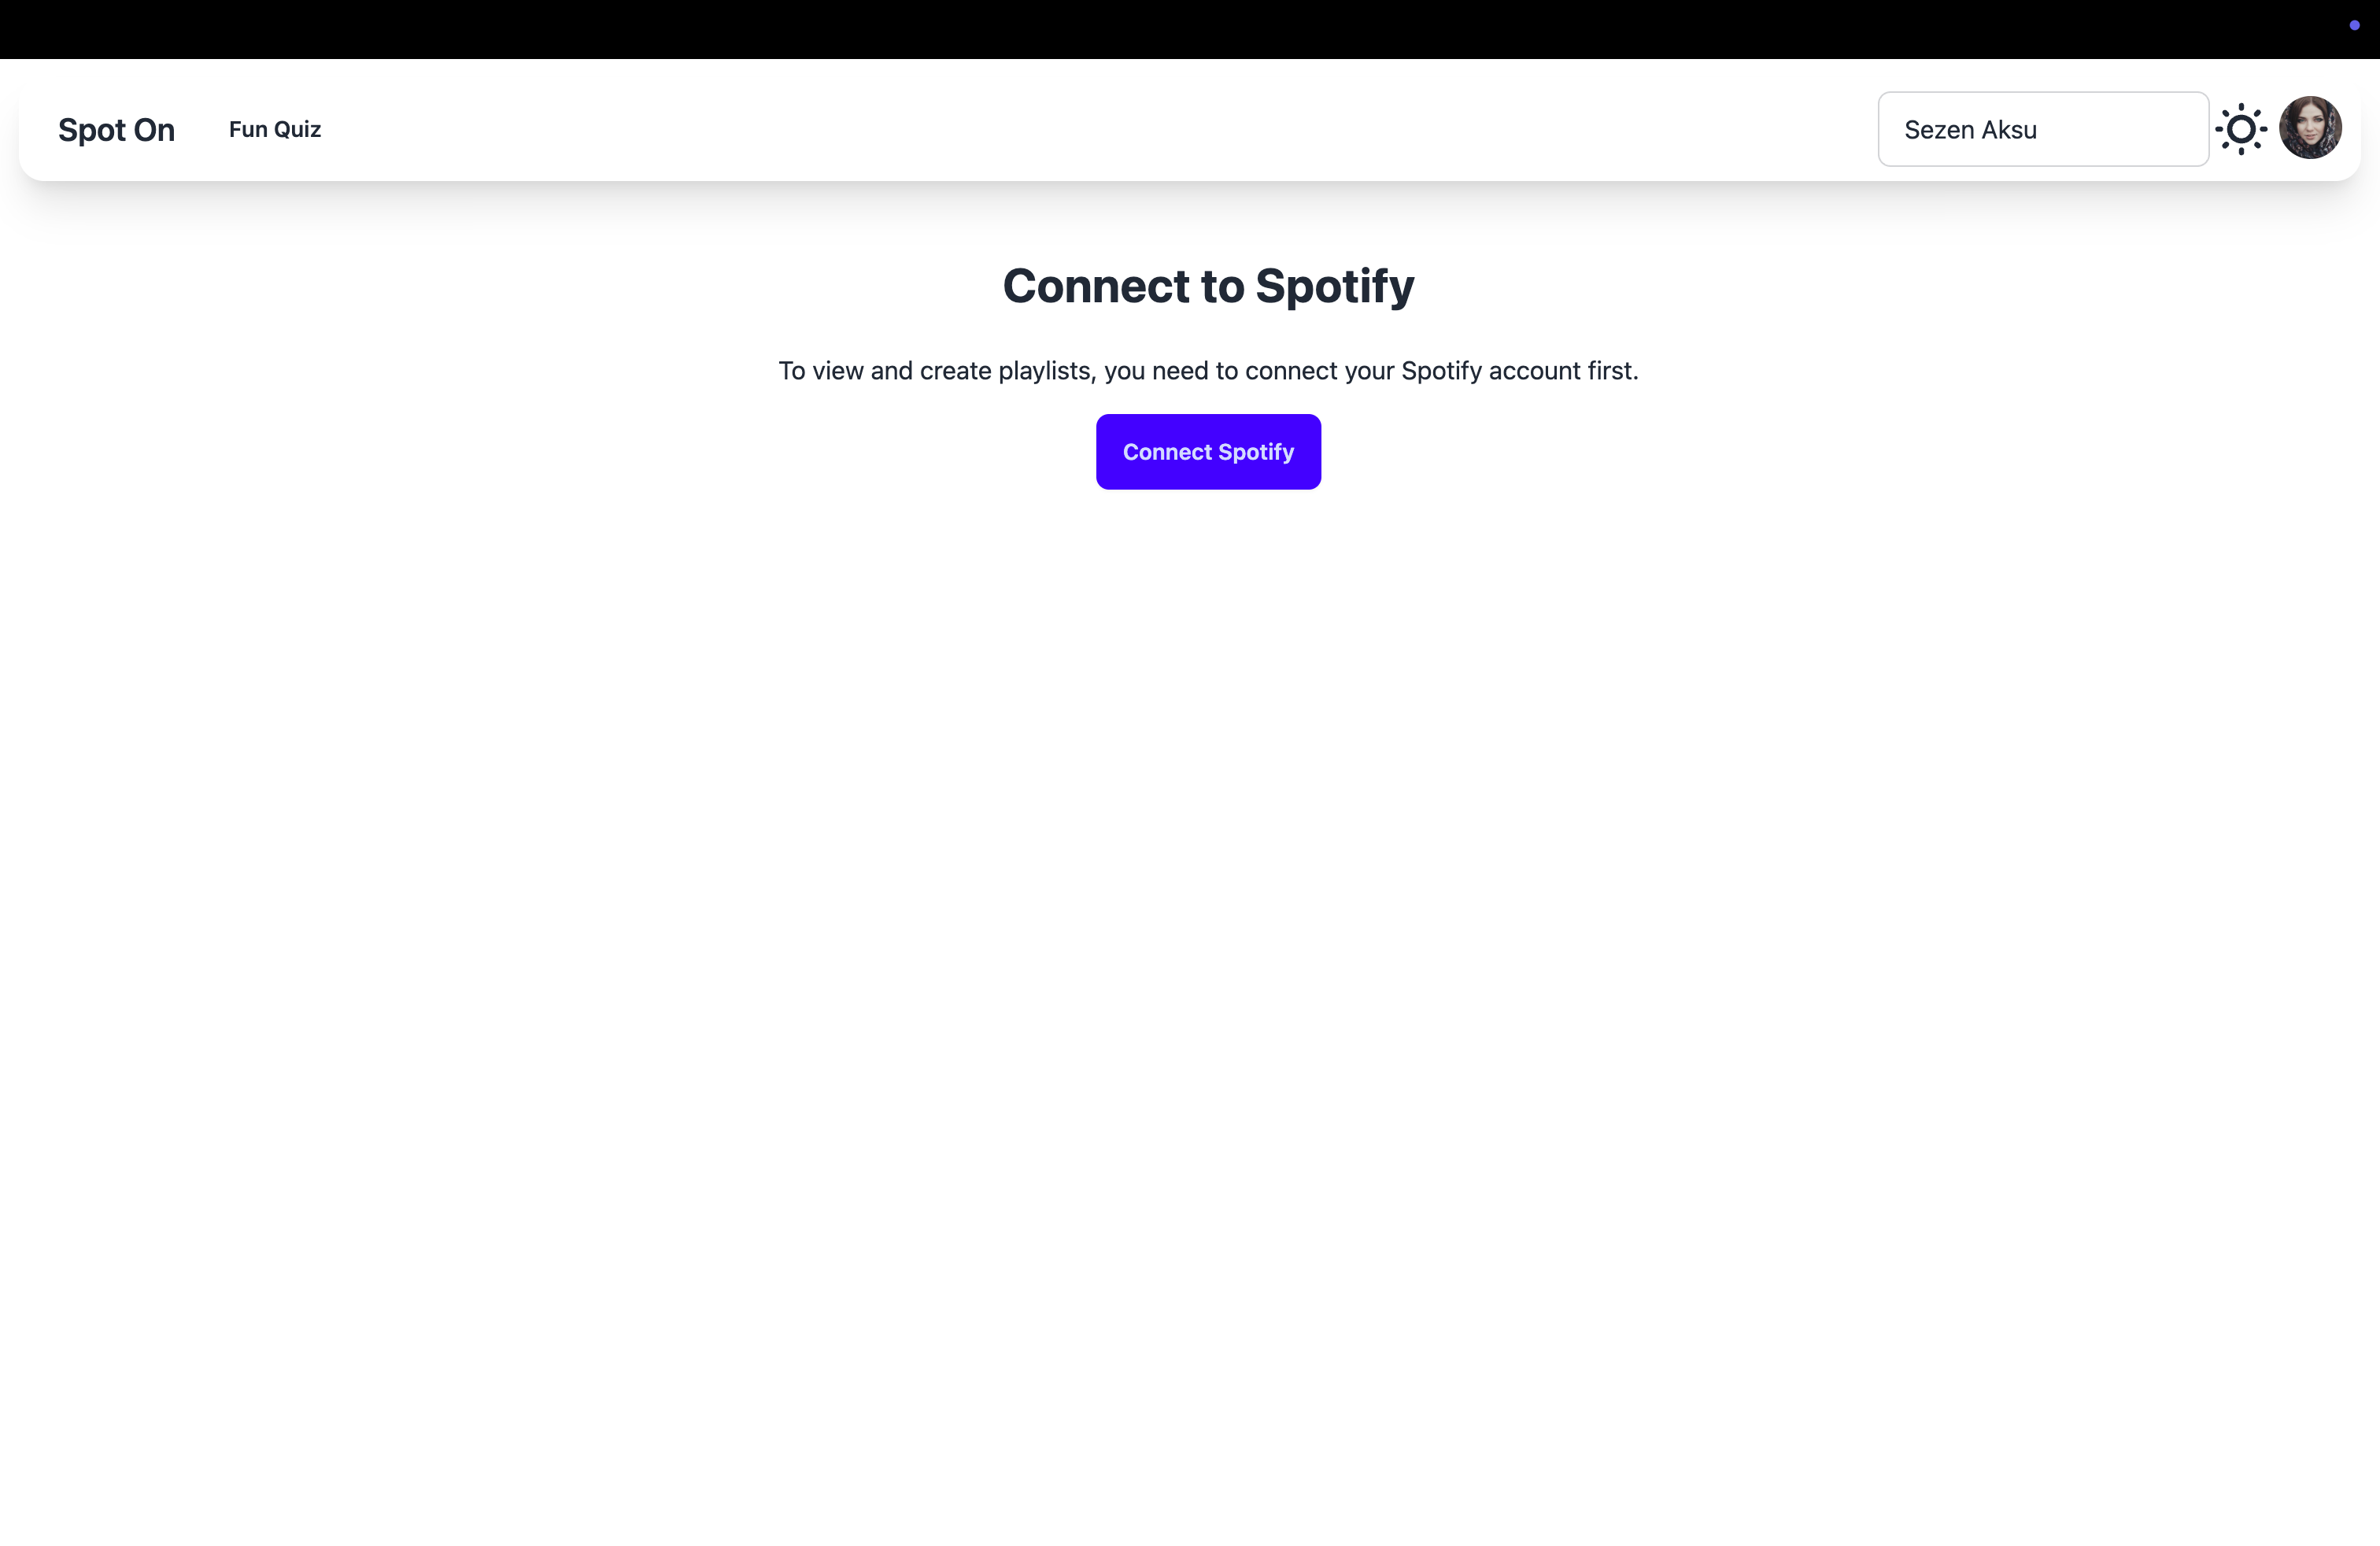 Spot On
Fun Quiz
Sezen Aksu
Connect to Spotify
To view and create playlists, you need to connect your Spotify account first.
Connect Spotify